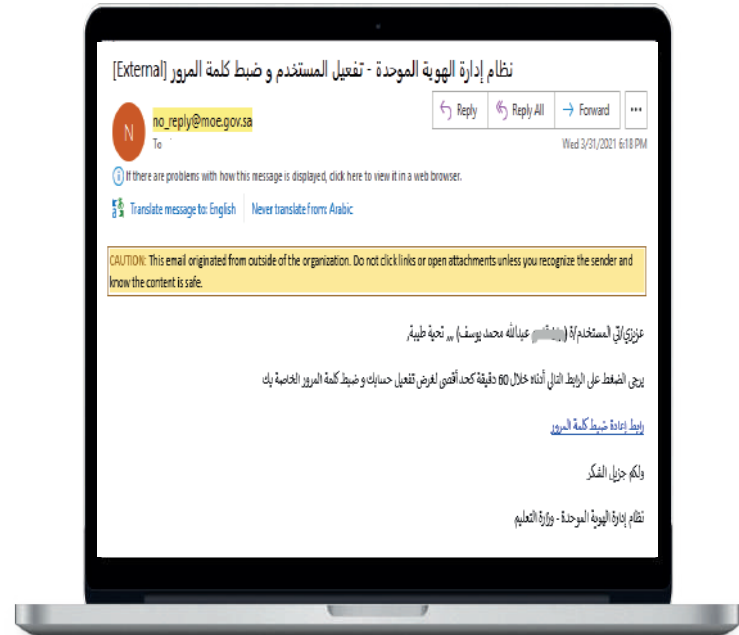 نظام إدارة الهوية الموحدة - تفعيل المستخدم و ضبط كلمة المرور [External]
N
no_reply@moe.gov.sa
To
Reply
Reply All
Forward
...
Wed 3/31/2021 6:18 PM
If there are problems with how this message is displayed, click here to view it in a web browser.
Translate message to: English
Never translate from: Arabic
CAUTION: This email originated from outside of the organization. Do not click links or open attachments unless you recognize the sender and
know the content is safe.
عزيزي/تي المستخدم/ة ( عبدالله محمد يوسف) ,,, تحية طيبة,
يرجى الضغط على الرابط التالي أدناه خلال 60 دقيقة كحد أقصى لغرض تفعيل حسابك و ضبط كلمة المرور الخاصة بك
رابط إعادة ضبط كلمة المرور
ولكم جزيل الشكر
نظام إدارة الهوية الموحدة - وزارة التعليم